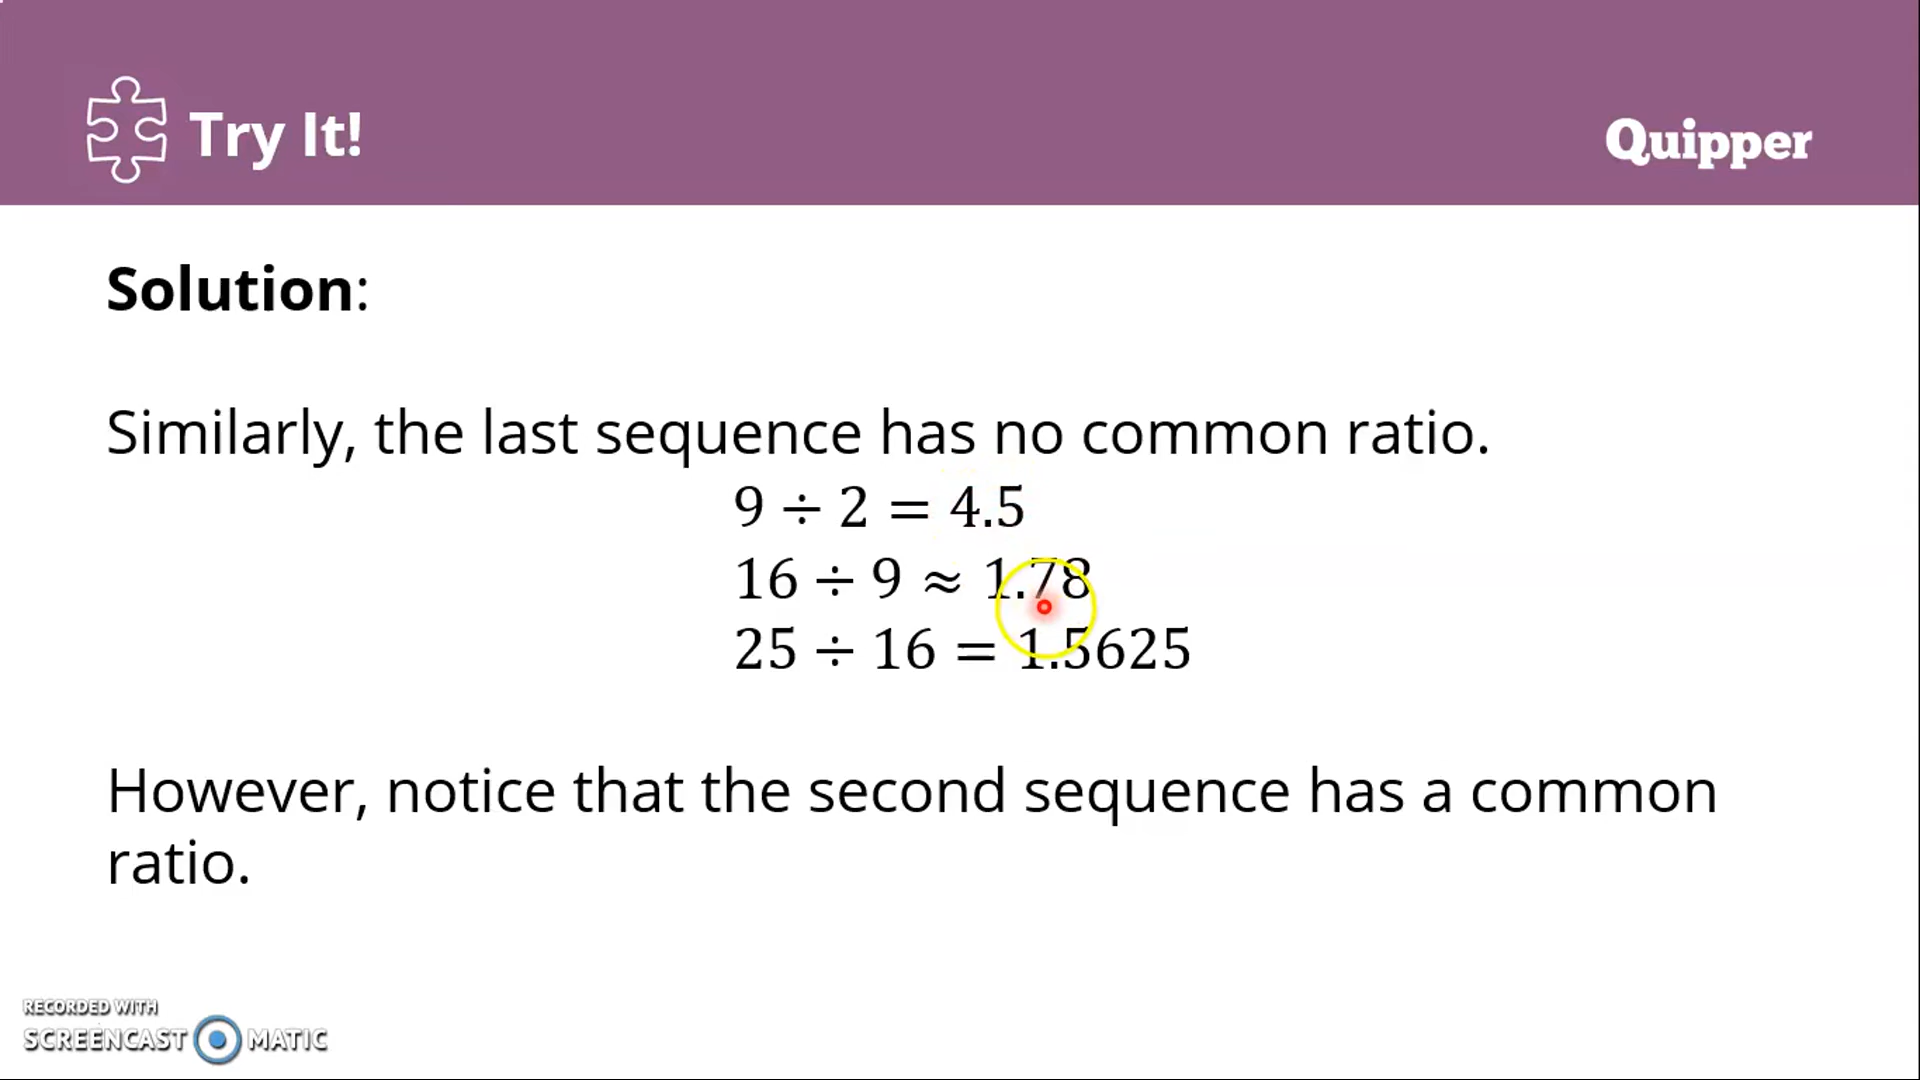 Try It!
Quipper
Solution:
Similarly, the last sequence has no common ratio.
9 ÷ 2 = 4.5
16 ÷ 9 ≈ 1.78
25 ÷ 16 = 1.5625
However, notice that the second sequence has a common
ratio.
RECORDED WITH
SCREENCAST MATIC